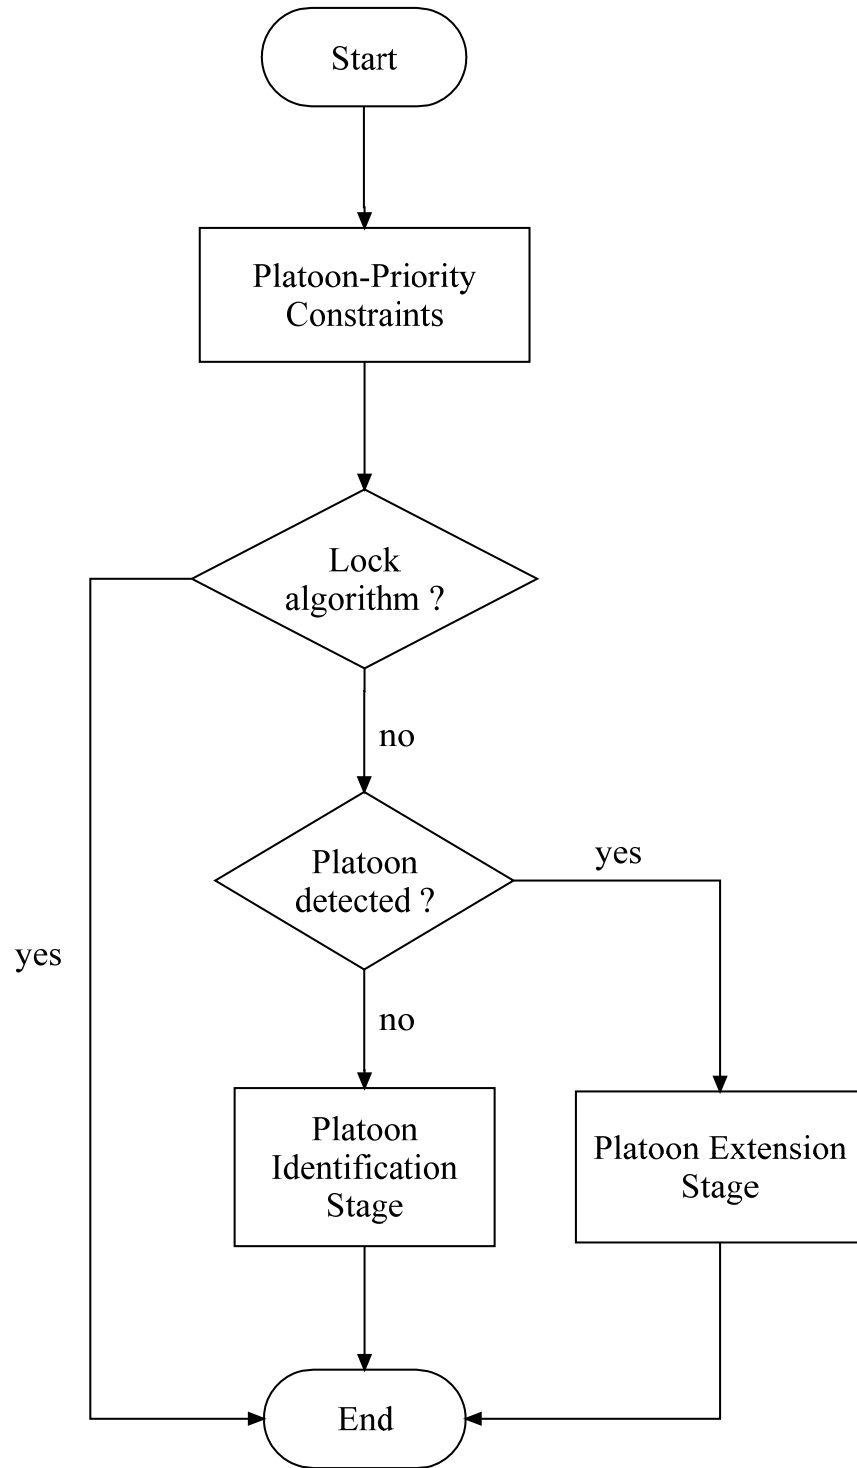 Start
Platoon-Priority
Constraints
Lock
algorithm ?
no
Platoon
detected ?
yes
yes
no
Platoon
Identification
Stage
Platoon Extension
Stage
End